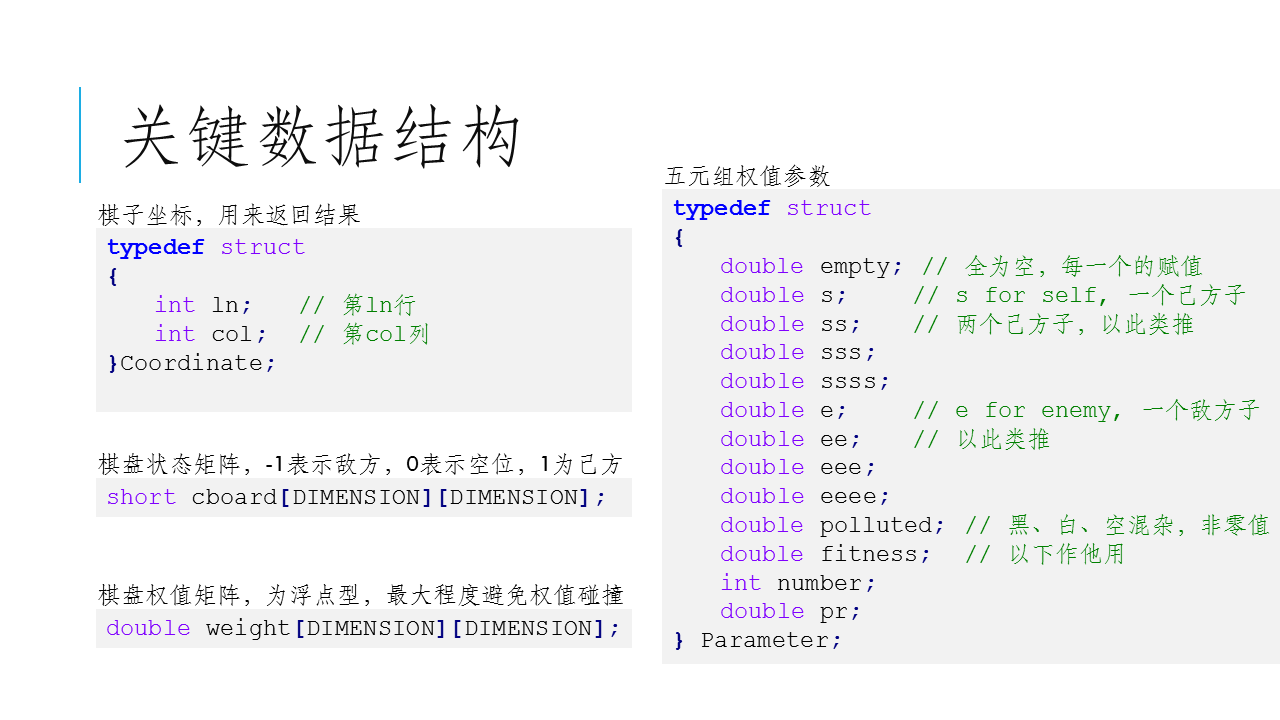 关键数据结构
棋子坐标，用来返回结果
typedef struct
{
int ln; // 第ln行
int col; // 第col列
}Coordinate;
棋盘状态矩阵，-1表示敌方，0表示空位，1为己方
short cboard[DIMENSION][DIMENSION];
棋盘权值矩阵，为浮点型，最大程度避免权值碰撞
double weight[DIMENSION][DIMENSION];
五元组权值参数
typedef struct
{
double empty; // 全为空，每一个的赋值
double s; // s for self, 一个己方子
double ss; // 两个己方子，以此类推
double sss;
double ssss;
double e; // e for enemy, 一个敌方子
double ee; // 以此类推
double eee;
double eeee;
double polluted; // 黑、白、空混杂，非零值
double fitness; // 以下作他用
int number;
double pr;
} Parameter;